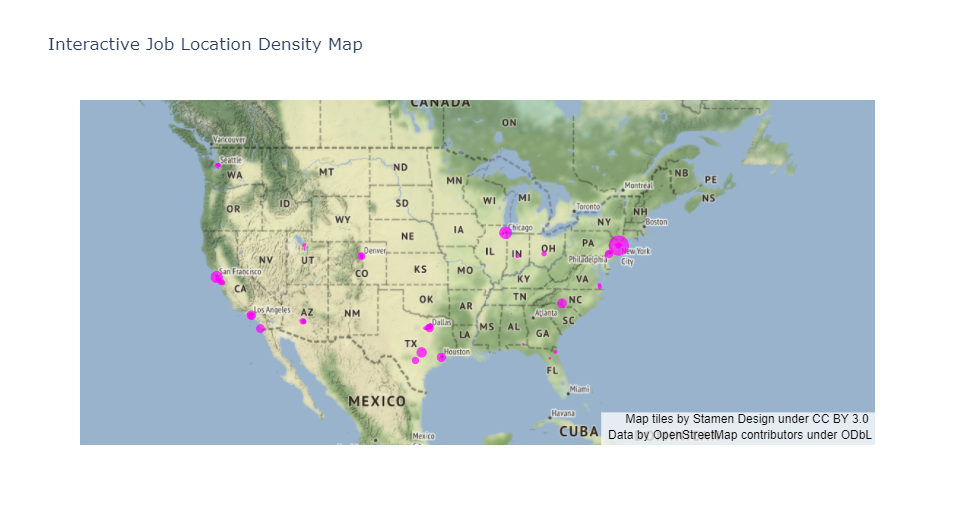 Interactive Job Location Density Map
CANADA
ON
Vancouver
Seattle
WA
MT
ND
MN
NB
PE
NS
Montréal
OR
ID
SD
WI
MI
Toronto
NH
Boston
WY
NY
Chicago
IA
NE
NV
UT
Denver
CO
IL
IN
OH
PA
New York
City
Philadelphia
San Francisco
CA
KS
MO
KY
VA
Los Angeles
AZ
NM
OK
AR
TN
NC
Atlanta
SC
Dallas
LA
MS
AL
GA
TX
Houston
FL
Miami
MEXICO
Havana
CUBA
México
Map tiles by Stamen Design under CC BY 3.0
Data by OpenStreetMap contributors under ODbL